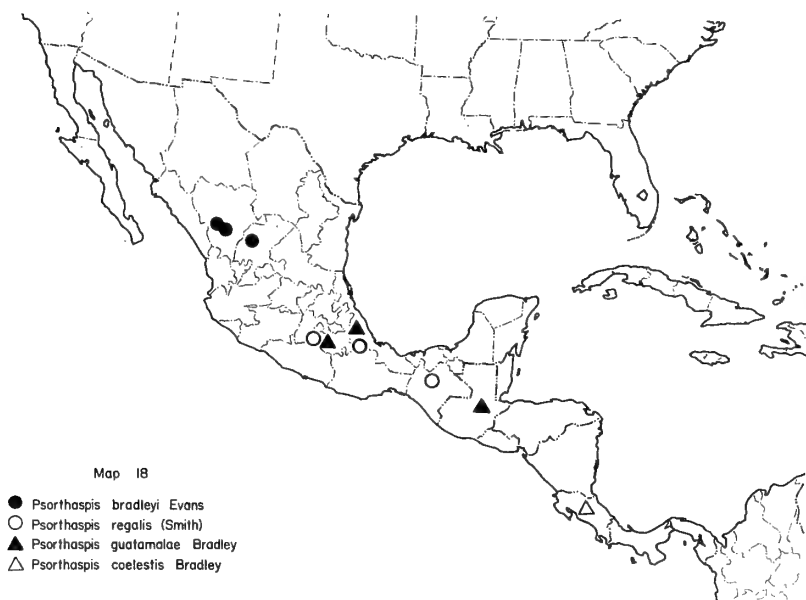 Map 18
Psorthaspis bradleyi Evans
Psorthaspis regalis (Smith)
Psorthaspis guatamalae Bradley
Psorthaspis coelestis Bradley